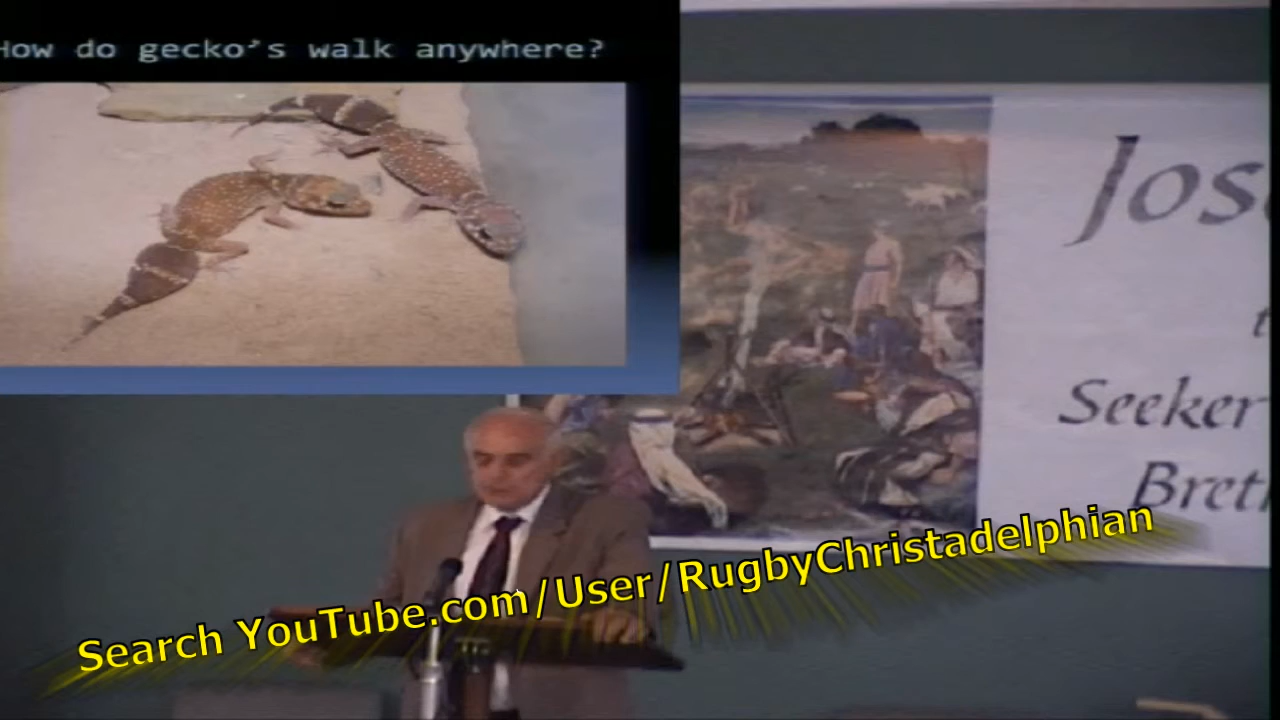 How do gecko's walk anywhere?
Jos
t
Seeker
Bret
Search YouTube.com/User/RugbyChristadelphian